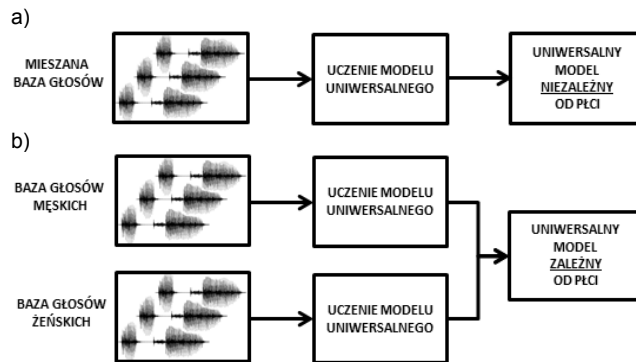 a)
MIESZANA
BAZA GŁOSÓW
UCZENIE MODELU
UNIWERSALNEGO
UNIWERSALNY
MODEL
NIEZALEŻNY
OD PŁCI
b)
BAZA GŁOSÓW
MĘSKICH
UCZENIE MODELU
UNIWERSALNEGO
UNIWERSALNY
MODEL
ZALEŻNY
OD PŁCI
BAZA GŁOSÓW
ŻEŃSKICH
UCZENIE MODELU
UNIWERSALNEGO